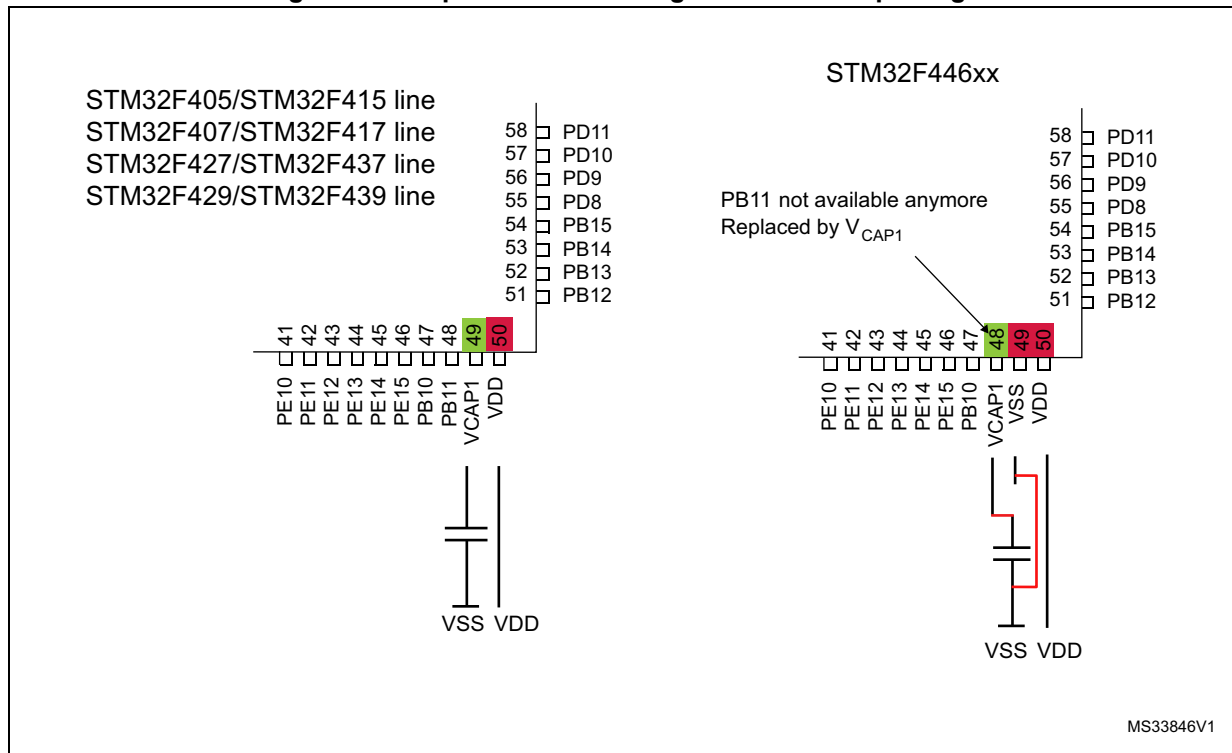 STM32F405/STM32F415 line
STM32F407/STM32F417 line
STM32F427/STM32F437 line
STM32F429/STM32F439 line
58 PD11
57 PD10
56 PD9
55 PD8
54 PB15
53 PB14
52 PB13
51 PB12
41 42 43 44 45 46 47 48 49 50
PE10 PE11 PE12 PE13 PE14 PE15 PB10 PB11 VCAP1 VDD
VSS VDD
STM32F446xx
PB11 not available anymore
Replaced by VCAP1
58 PD11
57 PD10
56 PD9
55 PD8
54 PB15
53 PB14
52 PB13
51 PB12
41 42 43 44 45 46 47 48 49 50
PE10 PE11 PE12 PE13 PE14 PE15 PB10 VCAP1 VSS VDD
VSS VDD
MS33846V1